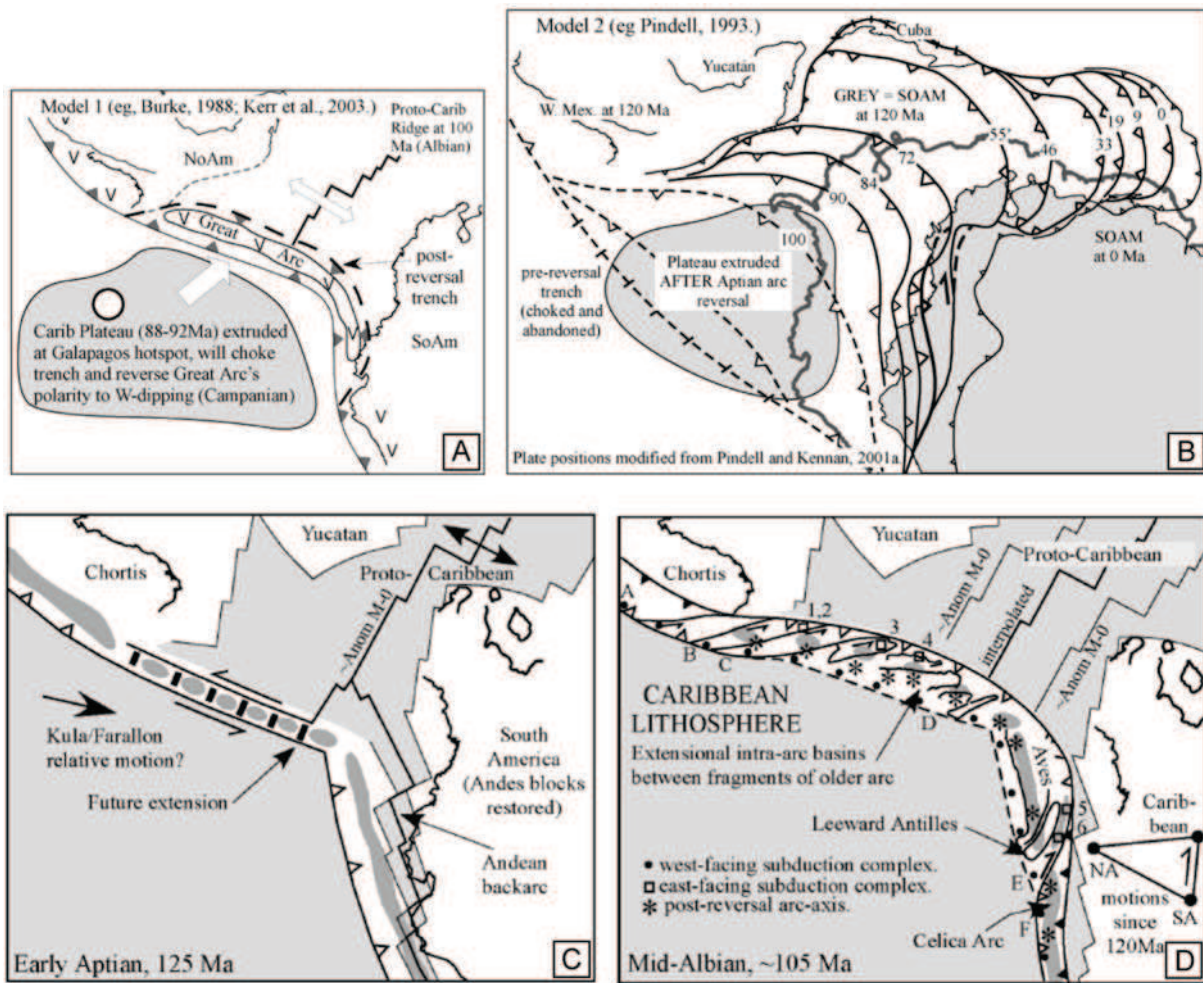 Model 1 (eg, Burke, 1988; Kerr et al., 2003.)
Proto-Carib
Ridge at 100
Ma (Albian)
V
V
NoAm
V
Great
V
Arc
V
V
post-
reversal
trench
V
SoAm
Carib Plateau (88-92Ma) extruded
at Galapagos hotspot, will choke
trench and reverse Great Arc's
polarity to W-dipping (Campanian)
V
V
A
Model 2 (eg Pindell, 1993.)
Cuba
Yucatan
W. Mex. at 120 Ma
GREY = SOAM
at 120 Ma
19
9
0
55
46
33
72
84
90
100
pre-reversal
trench
(choked and
abandoned)
Plateau extruded
AFTER Aptian arc
reversal
SOAM
at 0 Ma
Plate positions modified from Pindell and Kennan, 2001a
B
Yucatan
Chortis
Proto-Caribbean
~Anom M-0
Kula/Farallon
relative motion?
Future extension
South
America
(Andes blocks
restored)
Andean
backarc
Early Aptian, 125 Ma
C
Yucatan
Proto-Caribbean
Chortis
~Anom M-0
interpolated
~Anom M-0
A
1,2
3
4
B
C
CARIBBEAN
LITHOSPHERE
D
Extensional intra-arc basins
between fragments of older arc
Aves
Leeward Antilles
5
6
Carib-
bean
• west-facing subduction complex.
□ east-facing subduction complex.
✻ post-reversal arc-axis.
E
NA
SA
motions
since
120Ma
F
Celica Arc
Mid-Albian, ~105 Ma
D